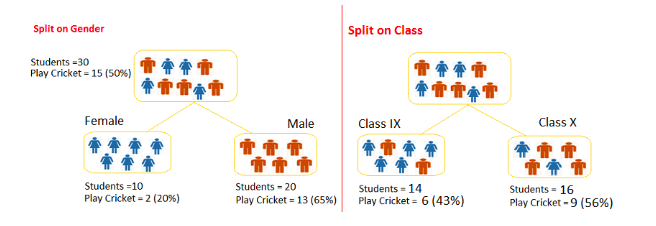 Split on Gender
Students =30
Play Cricket = 15 (50%)
Female
Male
Students =10
Play Cricket = 2 (20%)
Students = 20
Play Cricket = 13 (65%)
Split on Class
Class IX
Class X
Students = 14
Play Cricket = 6 (43%)
Students = 16
Play Cricket = 9 (56%)